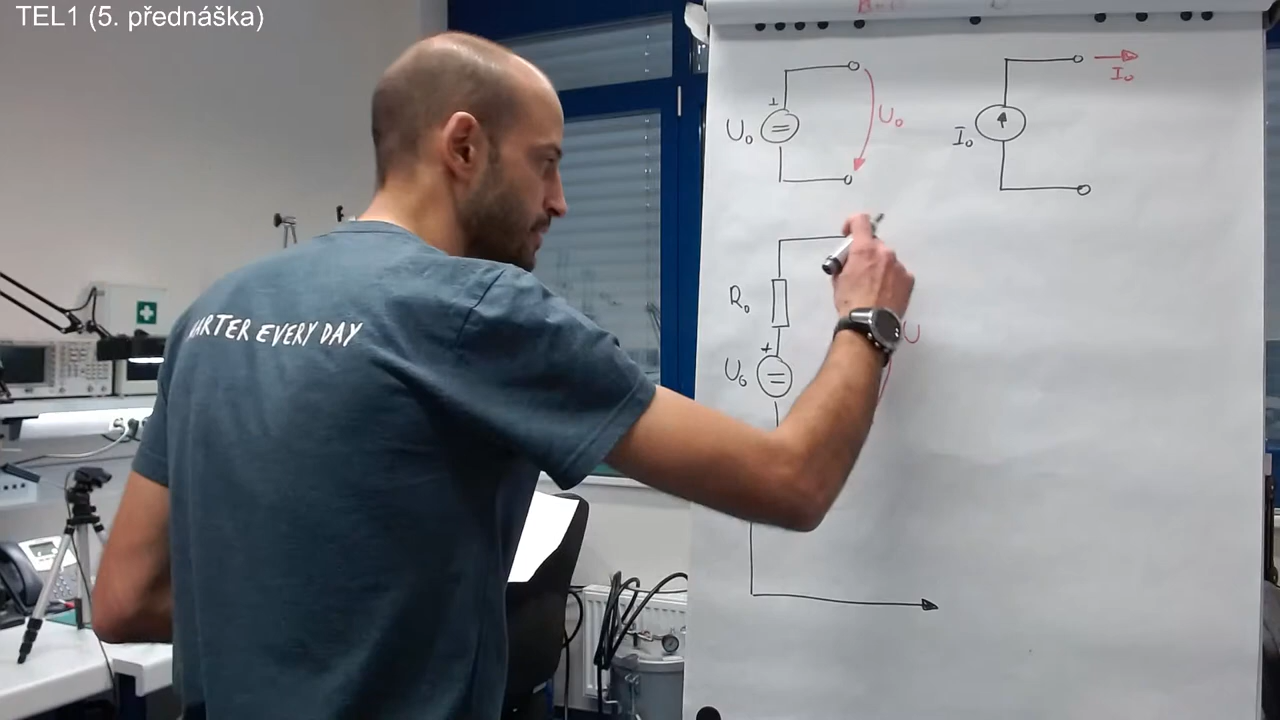 TEL1 (5. přednáška)
ARTER EVERY DAY
+
U₀
=
U₀
I₀
I₀
R₀
+
U₀
=
U